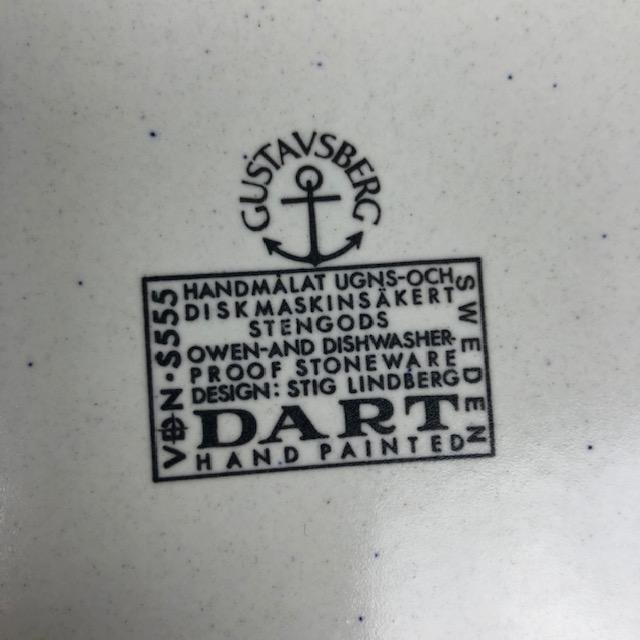 GUSTAVSBERG
HANDMÅLAT UGNS-OCH
DISKMASKINSÄKERT
STENGODS
OWEN-AND DISHWASHER-
PROOF STONEWARE
DESIGN: STIG LINDBERG
DART
HAND PAINTED
VDN·S555
SWEDEN